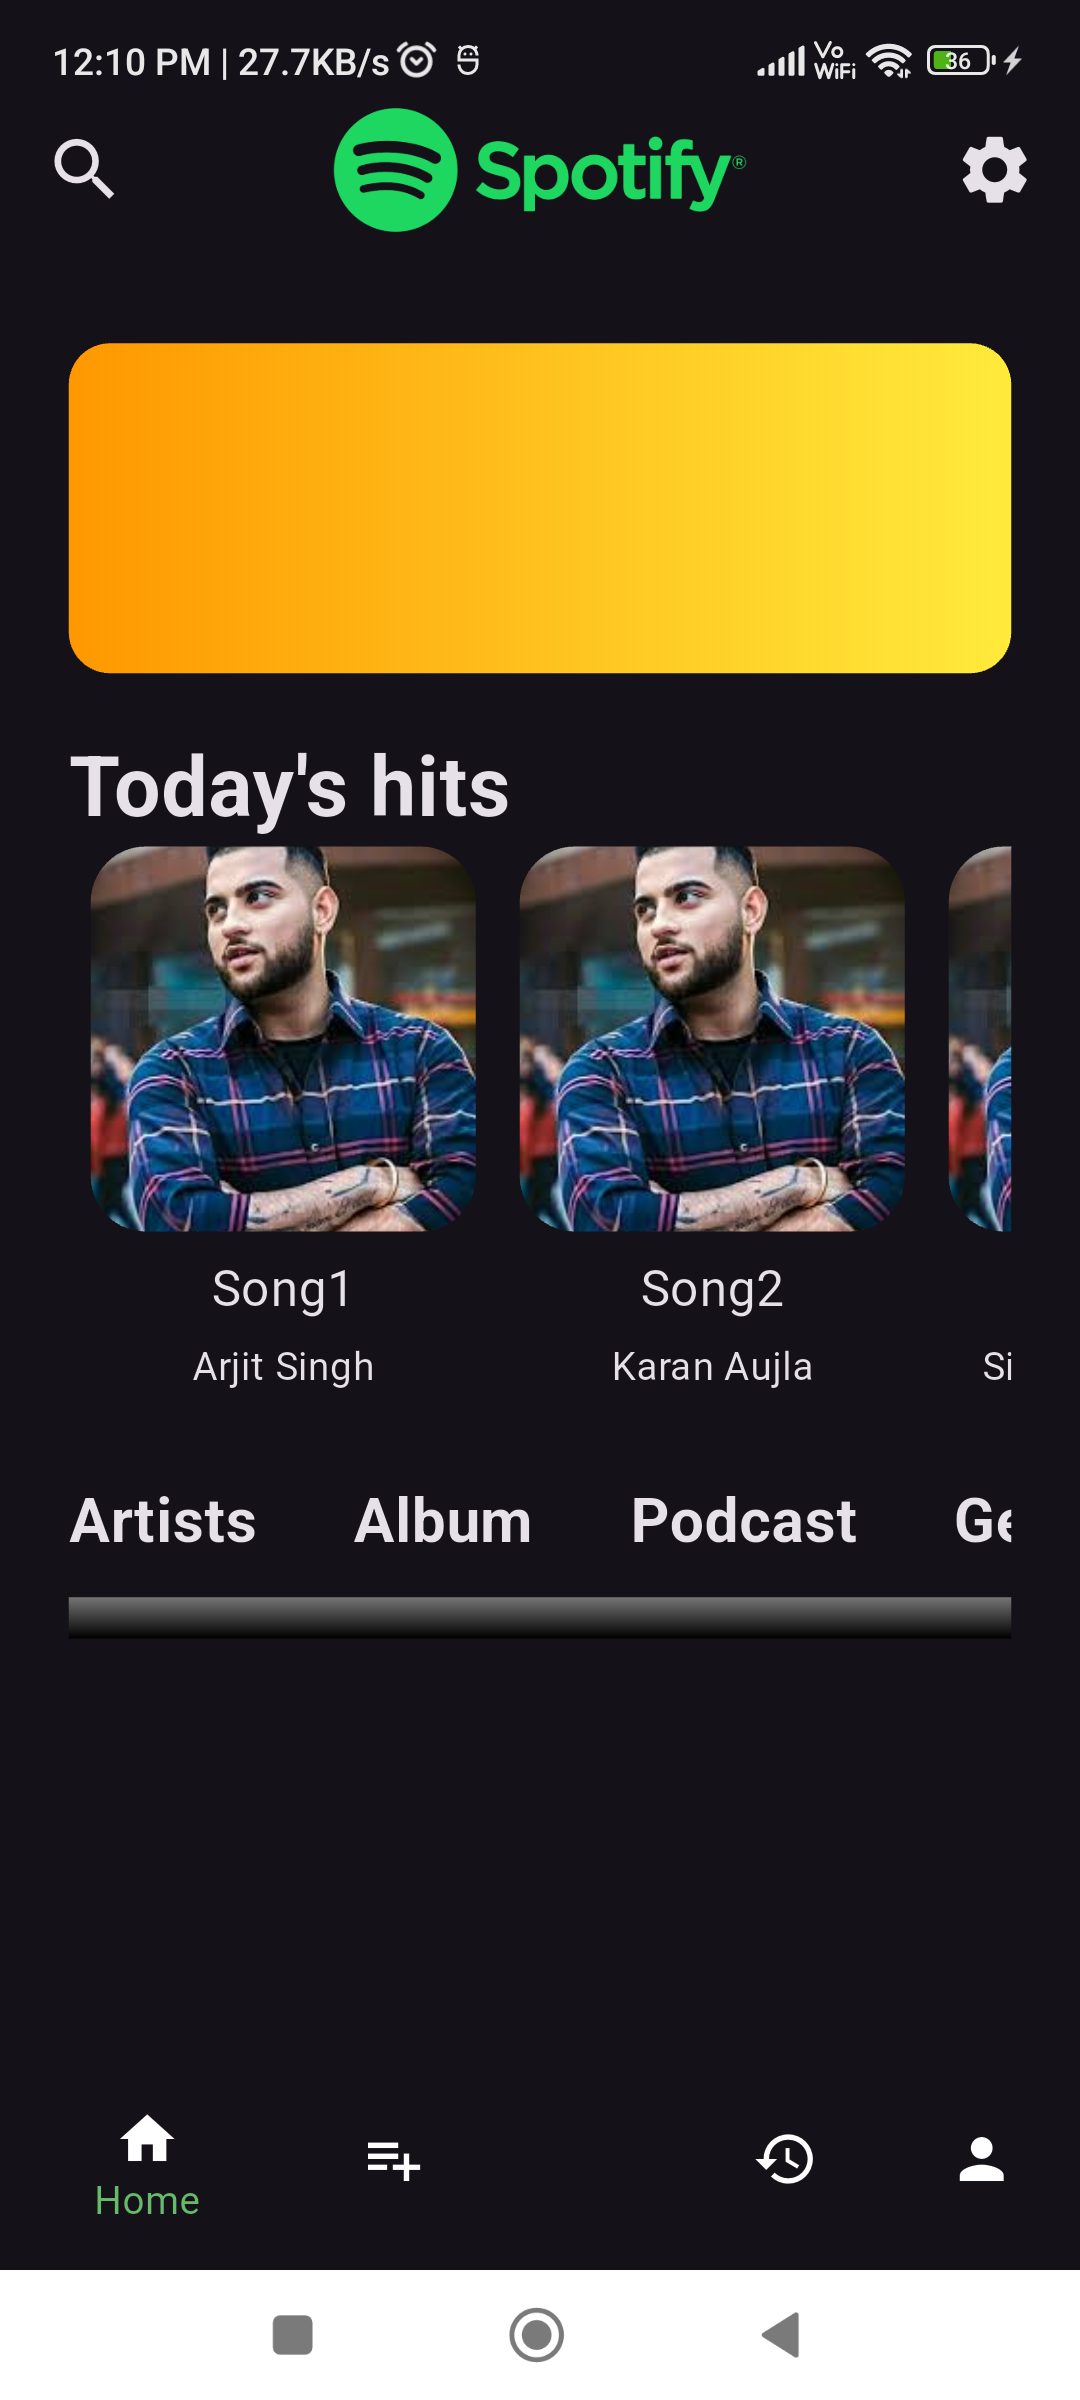 12:10 PM | 27.7KB/s Vo WiFi 36
Spotify®
Today's hits
Song1 Song2
Arjit Singh Karan Aujla Si
Artists Album Podcast Ge
Home